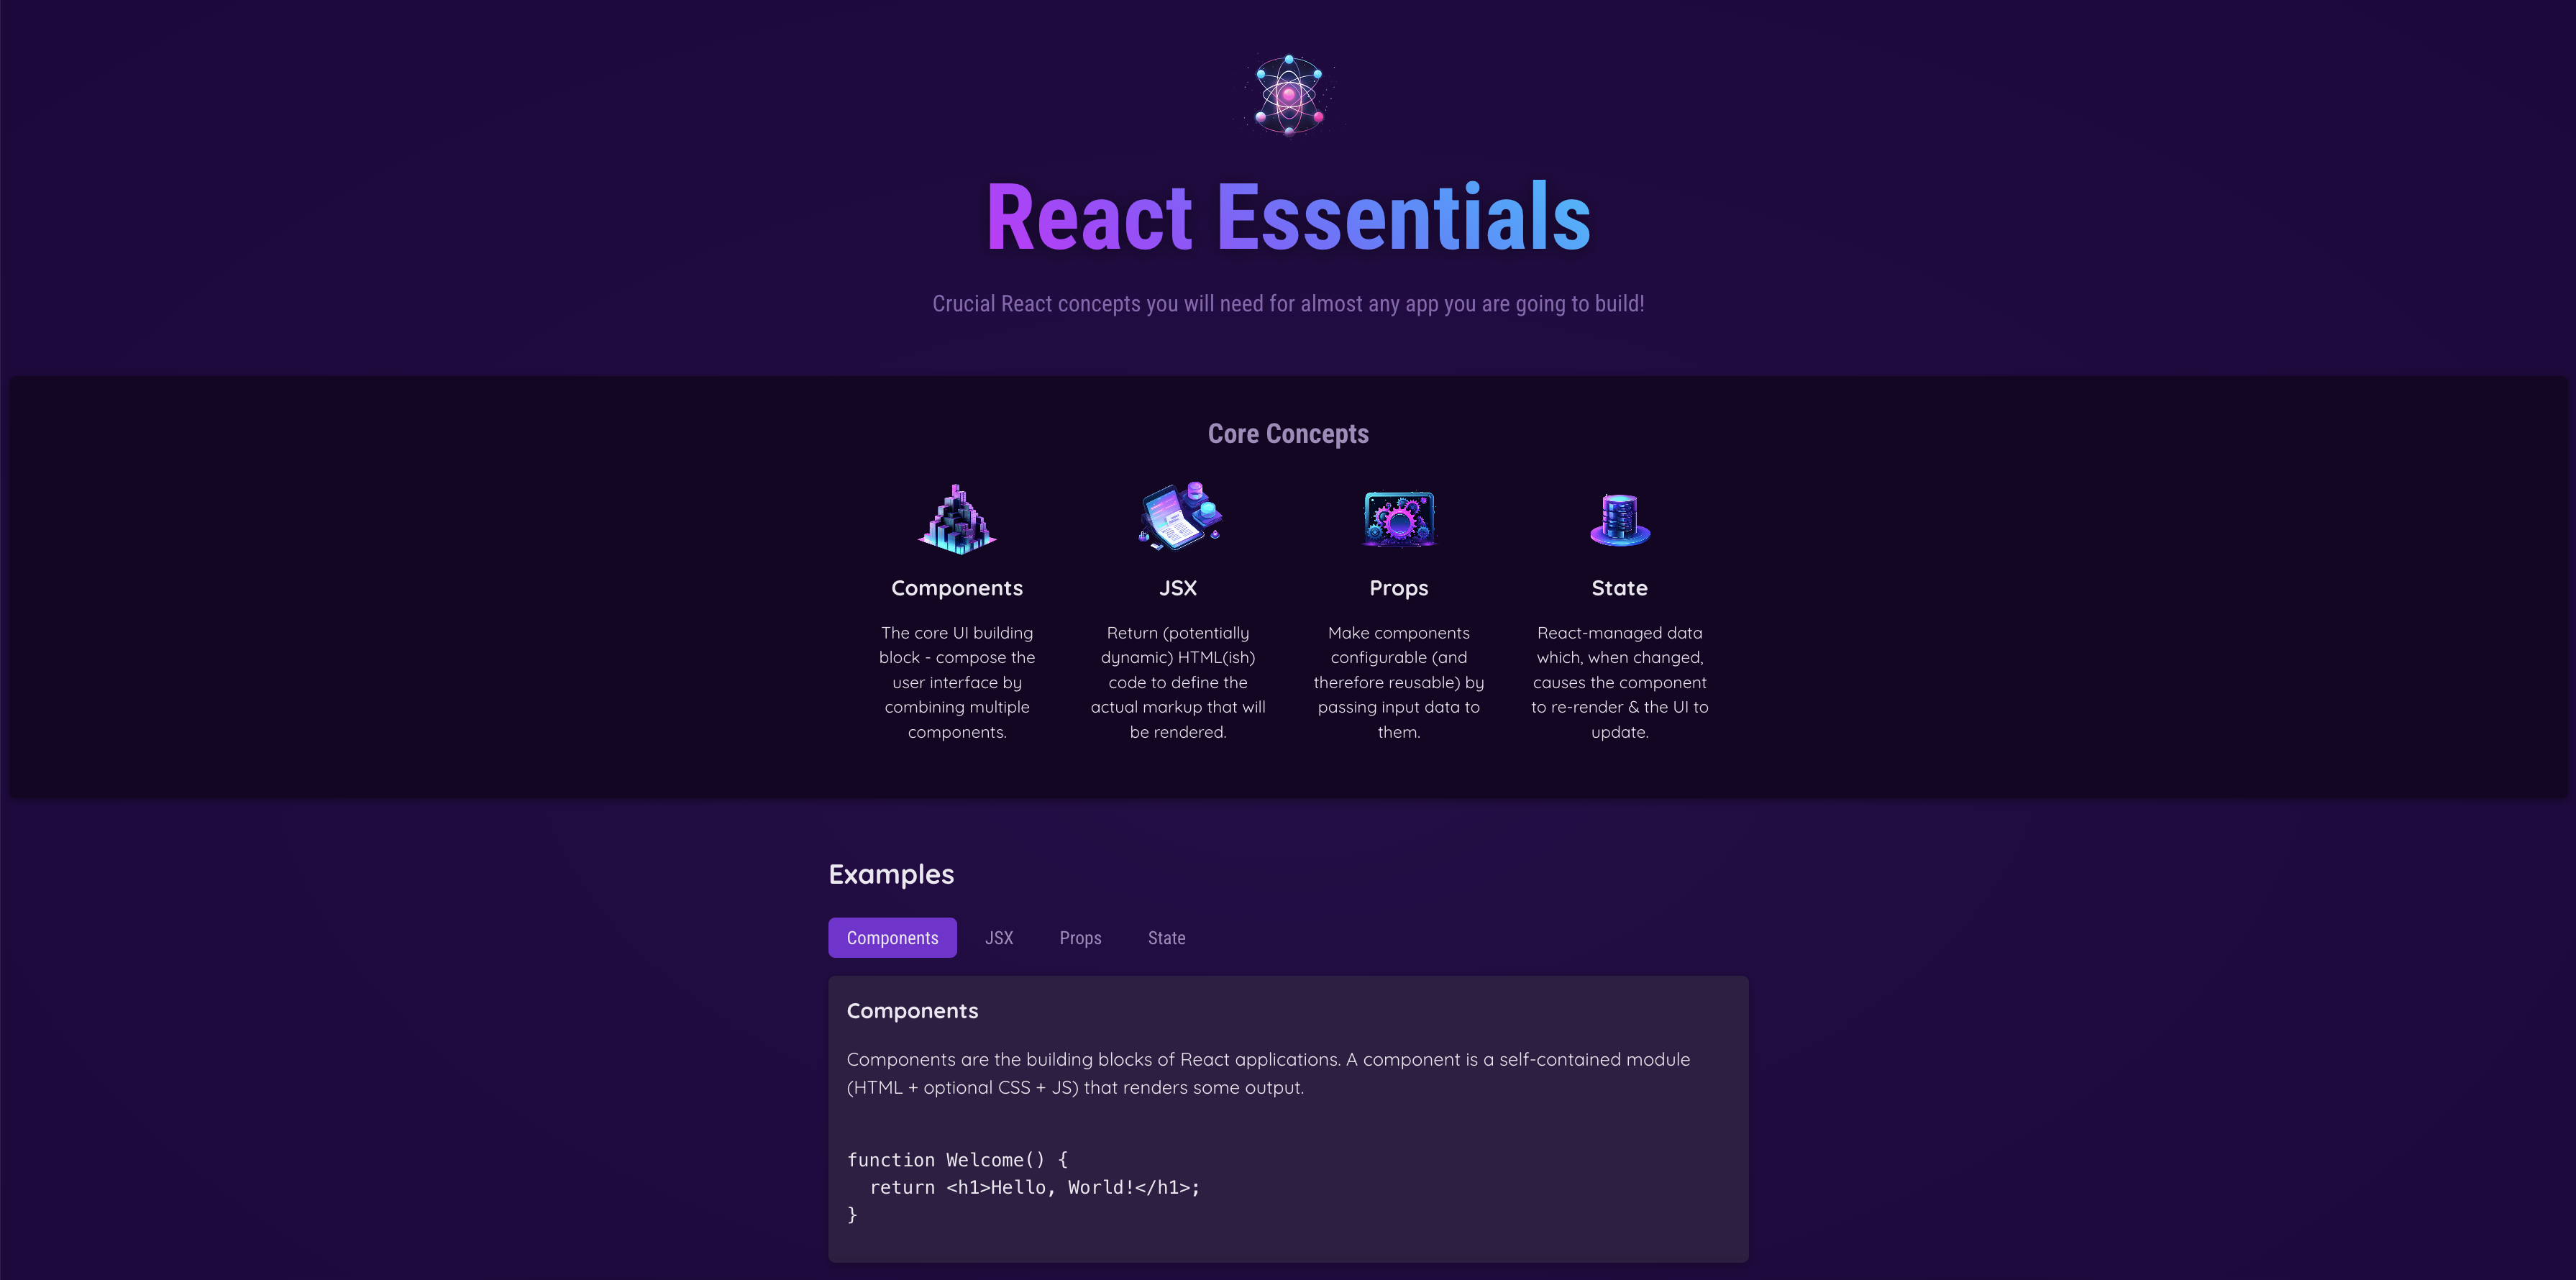 React Essentials
Crucial React concepts you will need for almost any app you are going to build!
Core Concepts
Components
The core UI building
block - compose the
user interface by
combining multiple
components.
JSX
Return (potentially
dynamic) HTML(ish)
code to define the
actual markup that will
be rendered.
Props
Make components
configurable (and
therefore reusable) by
passing input data to
them.
State
React-managed data
which, when changed,
causes the component
to re-render & the UI to
update.
Examples
Components JSX Props State
Components
Components are the building blocks of React applications. A component is a self-contained module
(HTML + optional CSS + JS) that renders some output.
function Welcome() {
  return <h1>Hello, World!</h1>;
}